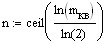 n := ceil(ln(m_КВ)/ln(2))